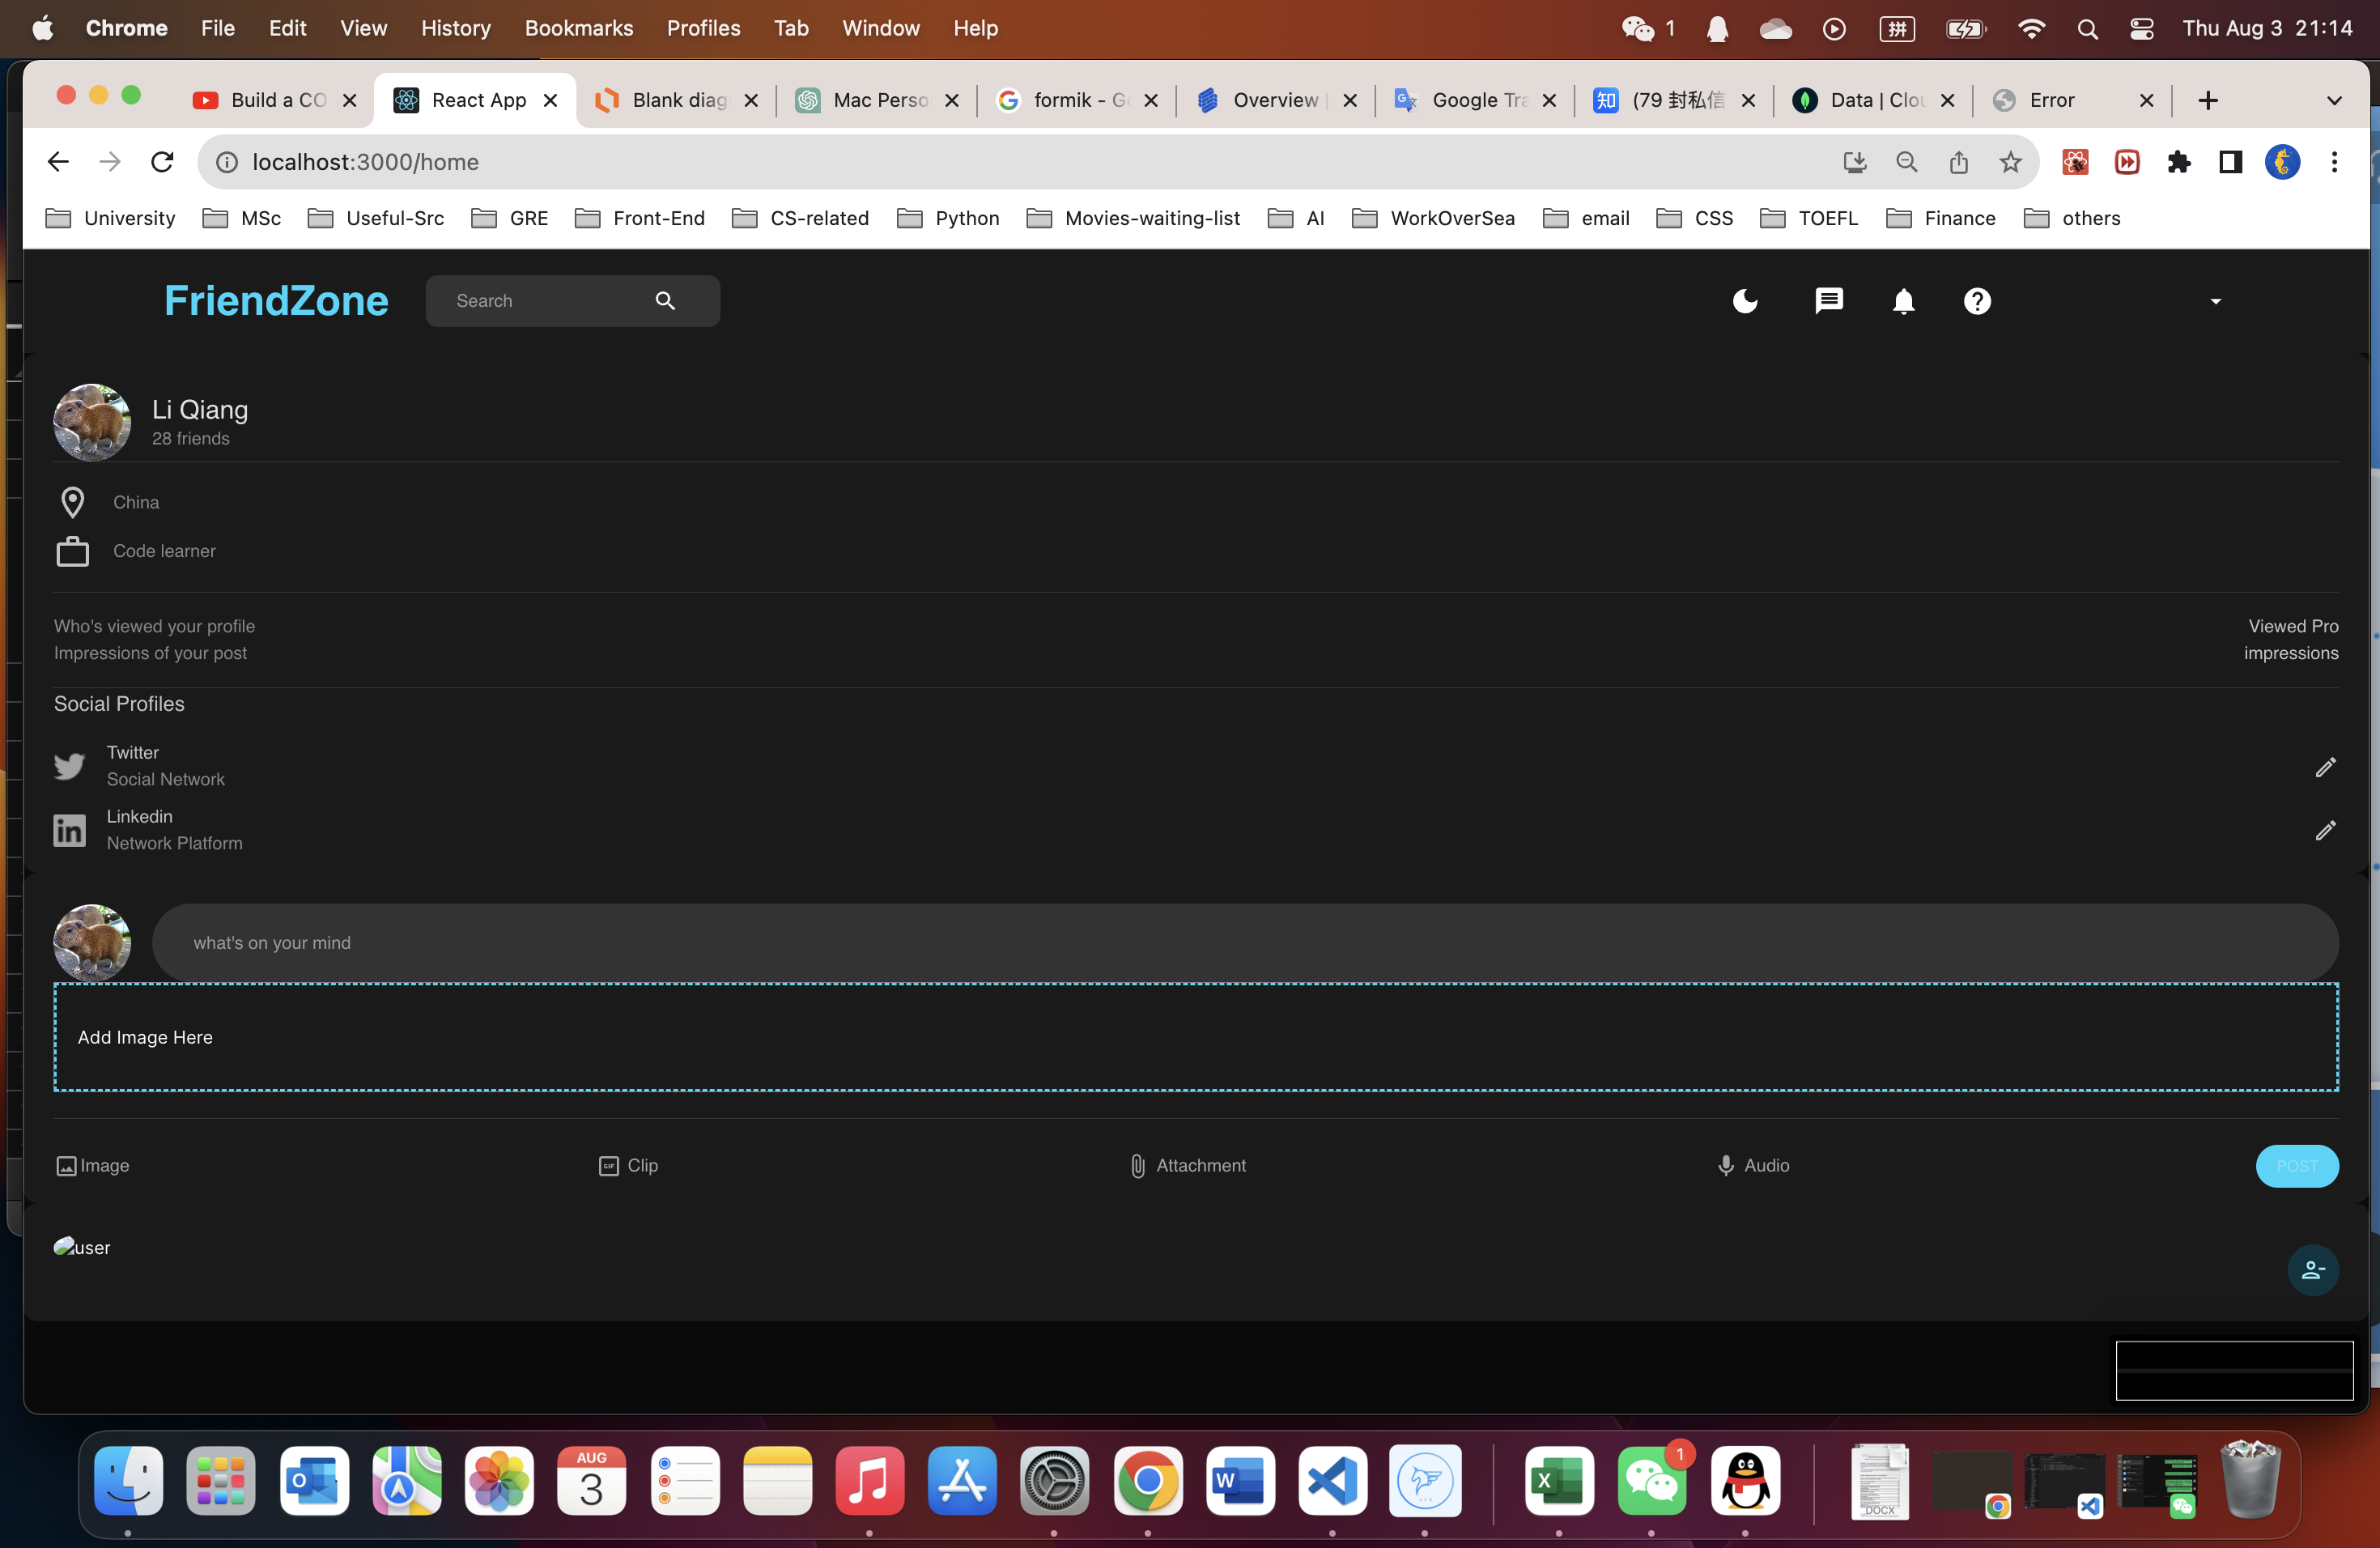 Chrome File Edit View History Bookmarks Profiles Tab Window Help 1 拼 Thu Aug 3 21:14
Build a CO React App Blank diag Mac Perso formik - G Overview Google Tra (79 封私信 Data | Clou Error
localhost:3000/home
University MSc Useful-Src GRE Front-End CS-related Python Movies-waiting-list AI WorkOverSea email CSS TOEFL Finance others
FriendZone Search
Li Qiang
28 friends
China
Code learner
Who's viewed your profile Viewed Pro
Impressions of your post impressions
Social Profiles
Twitter
Social Network
Linkedin
Network Platform
what's on your mind
Add Image Here
Image GIF Clip Attachment Audio POST
user
AUG
3
1
DOCX